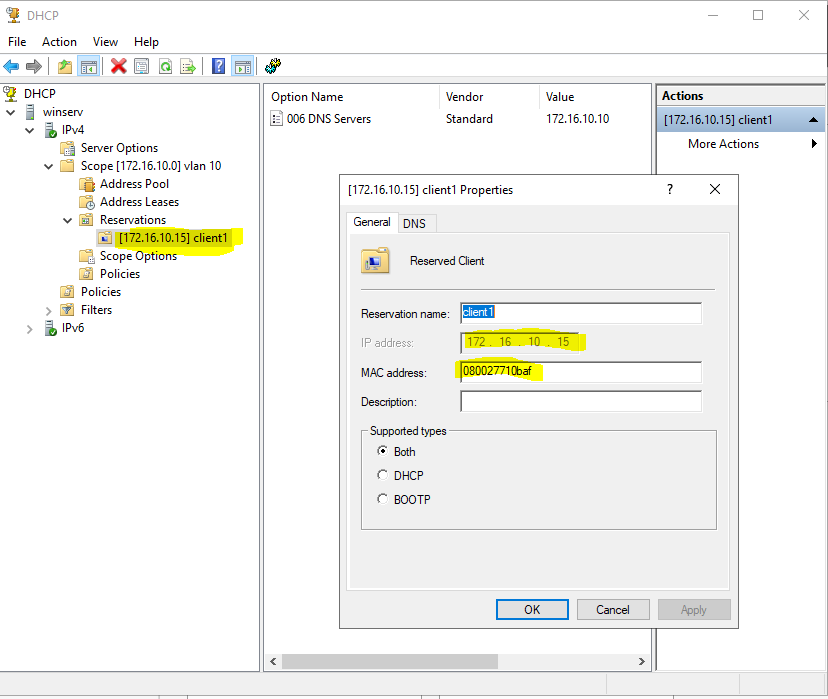 DHCP
File Action View Help
DHCP
winserv
IPv4
Server Options
Scope [172.16.10.0] vlan 10
Address Pool
Address Leases
Reservations
[172.16.10.15] client1
Scope Options
Policies
Policies
Filters
IPv6
Option Name Vendor Value
006 DNS Servers Standard 172.16.10.10
Actions
[172.16.10.15] client1
More Actions
[172.16.10.15] client1 Properties
General DNS
Reserved Client
Reservation name: client1
IP address: 172 . 16 . 10 . 15
MAC address: 080027710baf
Description:
Supported types
Both
DHCP
BOOTP
OK Cancel Apply